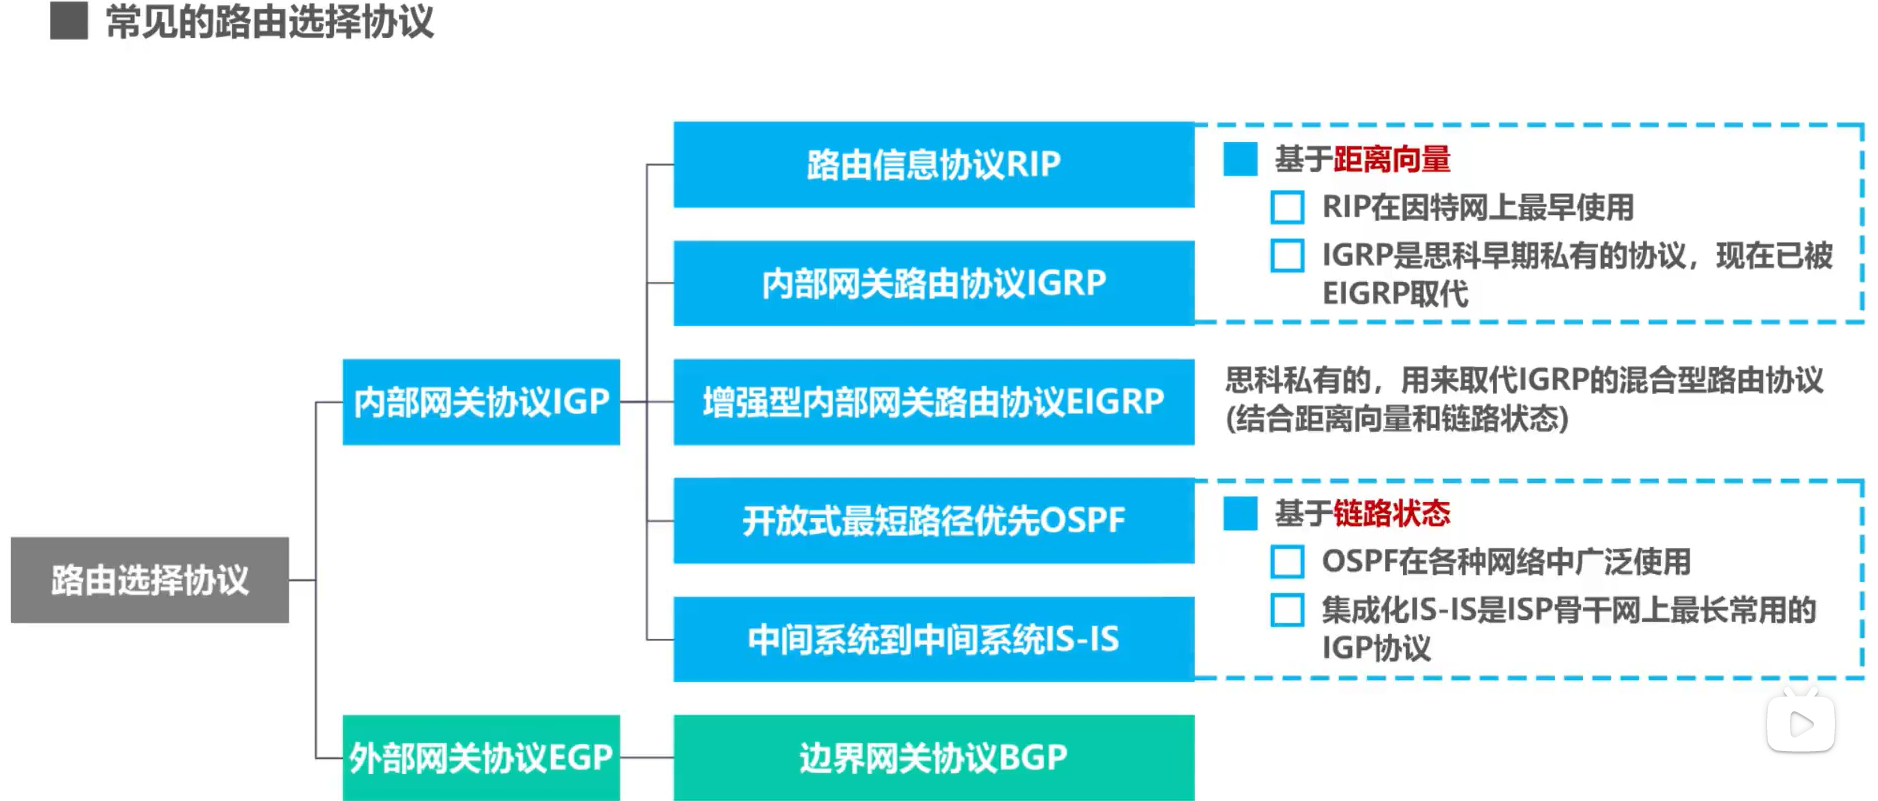 常见的路由选择协议
路由信息协议RIP
基于距离向量
RIP在因特网上最早使用
内部网关路由协议IGRP
IGRP是思科早期私有的协议，现在已被
EIGRP取代
内部网关协议IGP
增强型内部网关路由协议EIGRP
思科私有的，用来取代IGRP的混合型路由协议
(结合距离向量和链路状态)
开放式最短路径优先OSPF
基于链路状态
OSPF在各种网络中广泛使用
路由选择协议
中间系统到中间系统IS-IS
集成化IS-IS是ISP骨干网上最长常用的
IGP协议
外部网关协议EGP
边界网关协议BGP